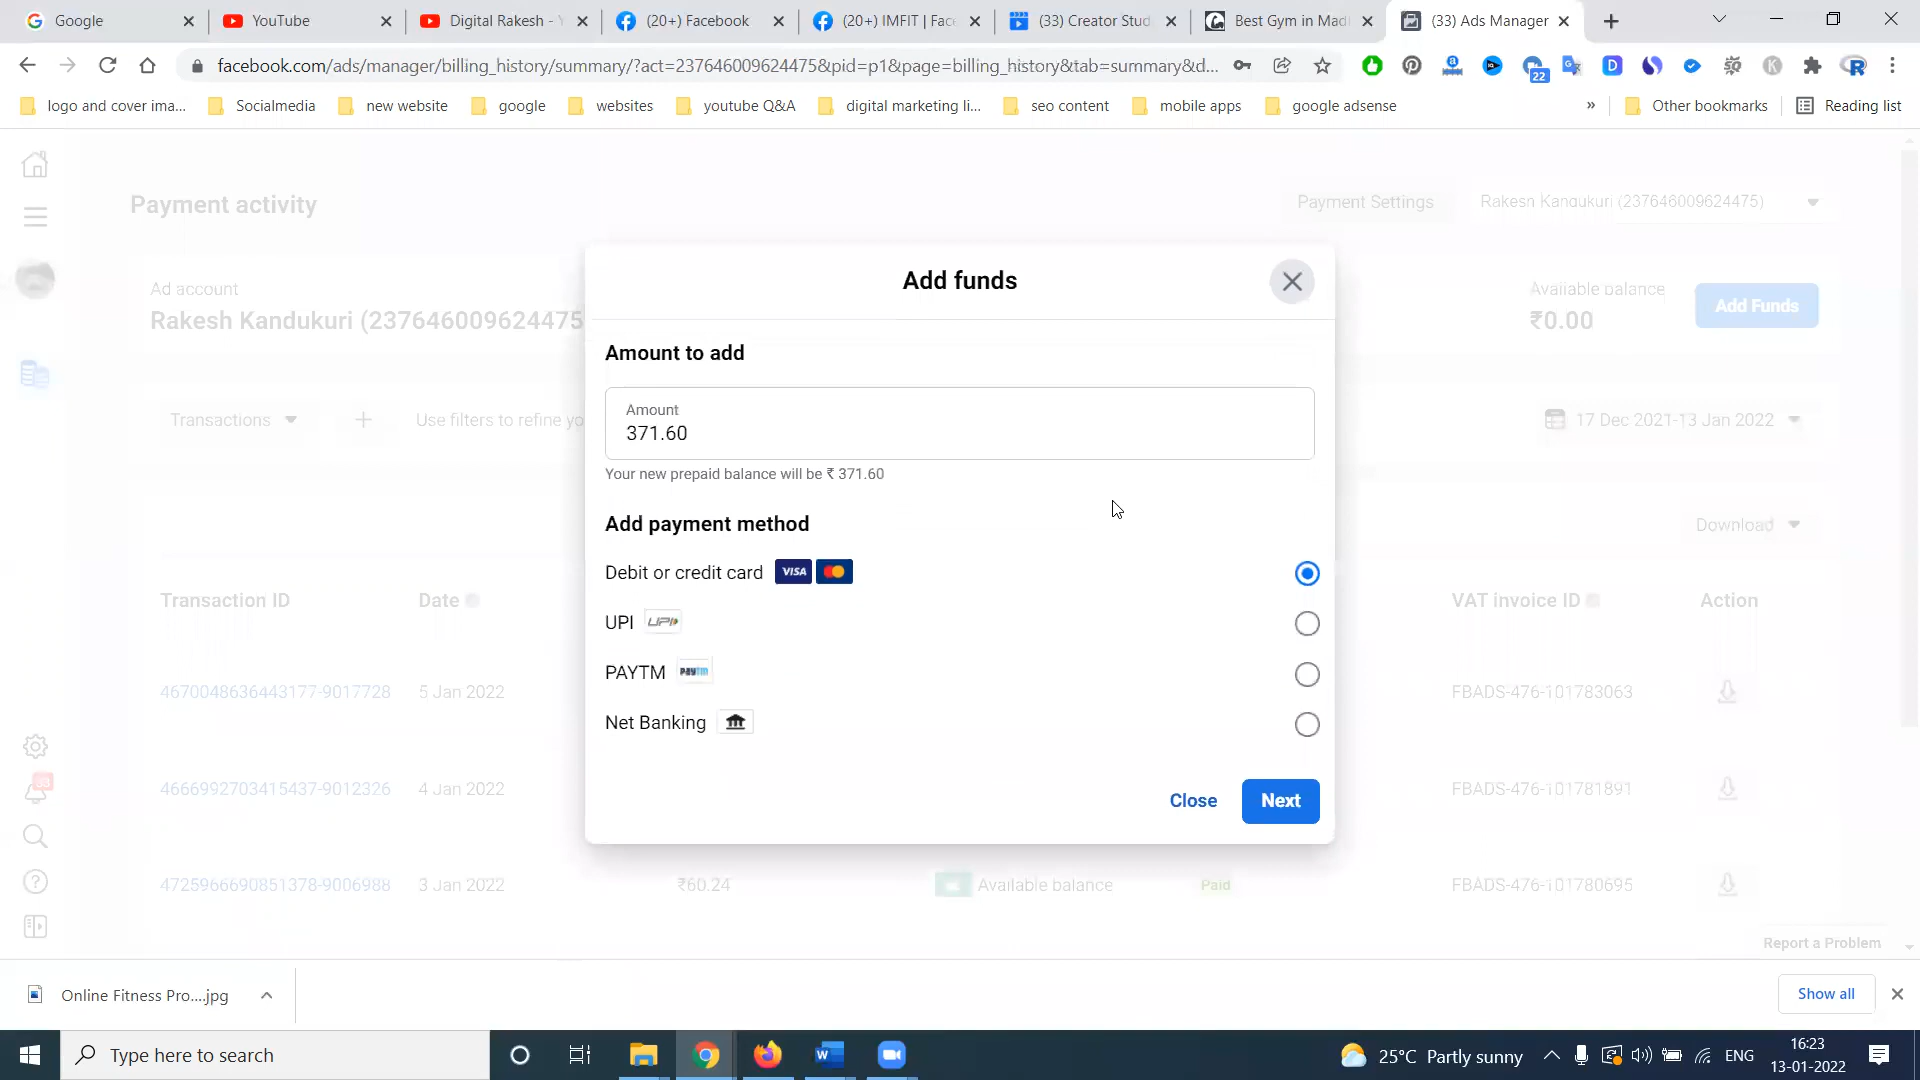 Google
YouTube
Digital Rakesh - Y
(20+) Facebook
(20+) IMFIT | Face
(33) Creator Stud
Best Gym in Madh
(33) Ads Manager
facebook.com/ads/manager/billing_history/summary/?act=237646009624475&pid=p1&page=billing_history&tab=summary&d...
22
logo and cover ima...
Socialmedia
new website
google
websites
youtube Q&A
digital marketing li...
seo content
mobile apps
google adsense
»
Other bookmarks
Reading list
Payment activity
Payment Settings
Rakesh Kandukuri (237646009624475)
Ad account
Rakesh Kandukuri (237646009624475
Available balance
₹0.00
Add Funds
Transactions
Use filters to refine yo
17 Dec 2021-13 Jan 2022
Download
Transaction ID
Date
VAT invoice ID
Action
4670048636443177-9017728
5 Jan 2022
FBADS-476-101783063
4666992703415437-9012326
4 Jan 2022
FBADS-476-101781891
4725966690851378-9006988
3 Jan 2022
₹60.24
Available balance
Paid
FBADS-476-101780695
Report a Problem
Add funds
Amount to add
Amount
371.60
Your new prepaid balance will be ₹ 371.60
Add payment method
Debit or credit card
VISA
UPI
UPI
PAYTM
paytm
Net Banking
Close
Next
Online Fitness Pro....jpg
Show all
Type here to search
25°C Partly sunny
ENG
16:23
13-01-2022